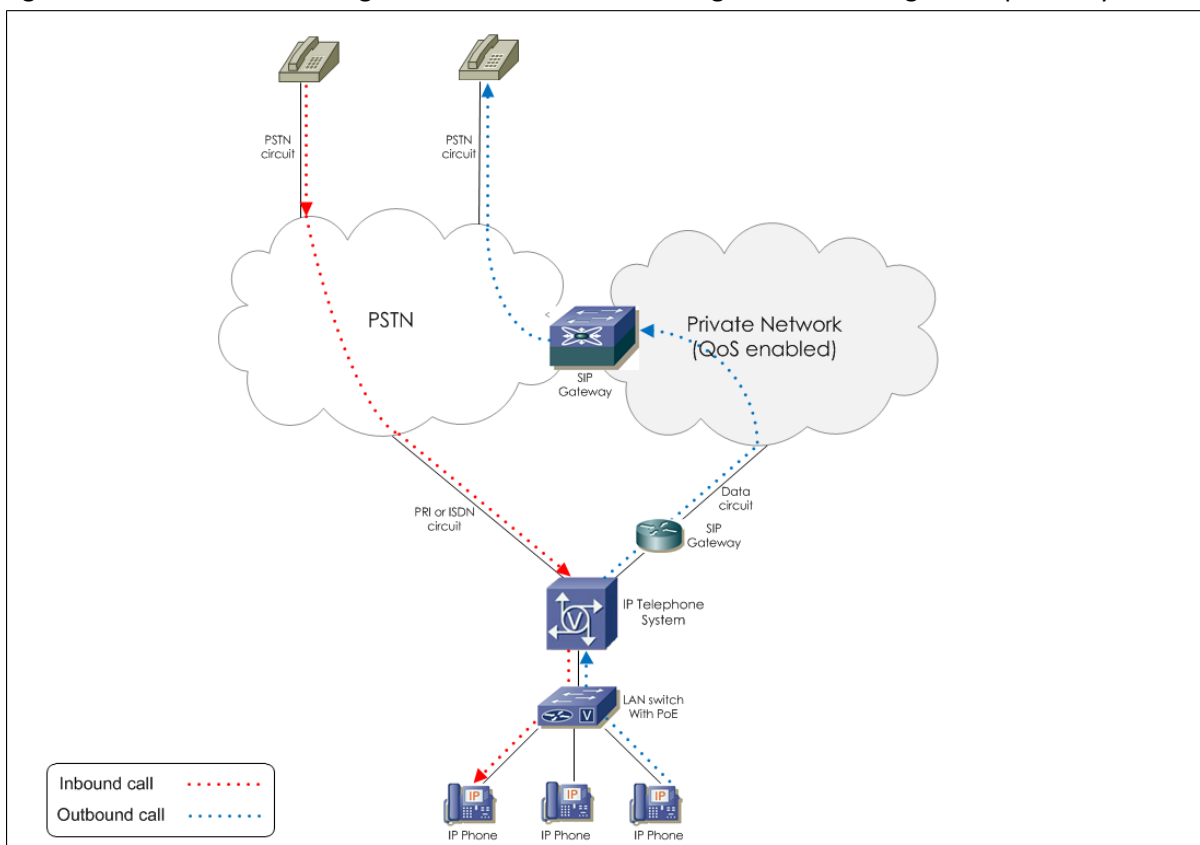 PSTN
circuit
PSTN
circuit
PSTN
Private Network
(QoS enabled)
SIP
Gateway
Data
circuit
PRI or ISDN
circuit
SIP
Gateway
IP Telephone
System
V
LAN switch
With PoE
V
Inbound call
Outbound call
IP
IP
IP
IP Phone
IP Phone
IP Phone